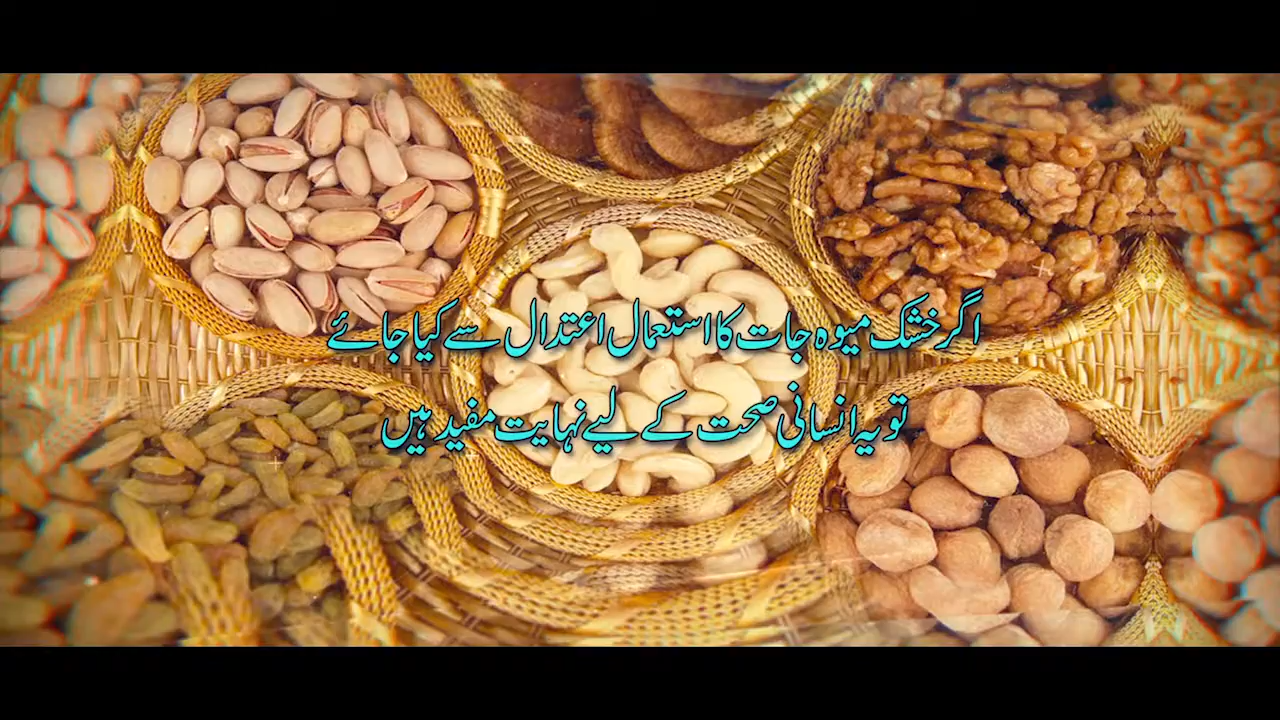 اگر خشک میوہ جات کا استعمال اعتدال سے کیا جائے
تو یہ انسانی صحت کے لیے نہایت مفید ہیں